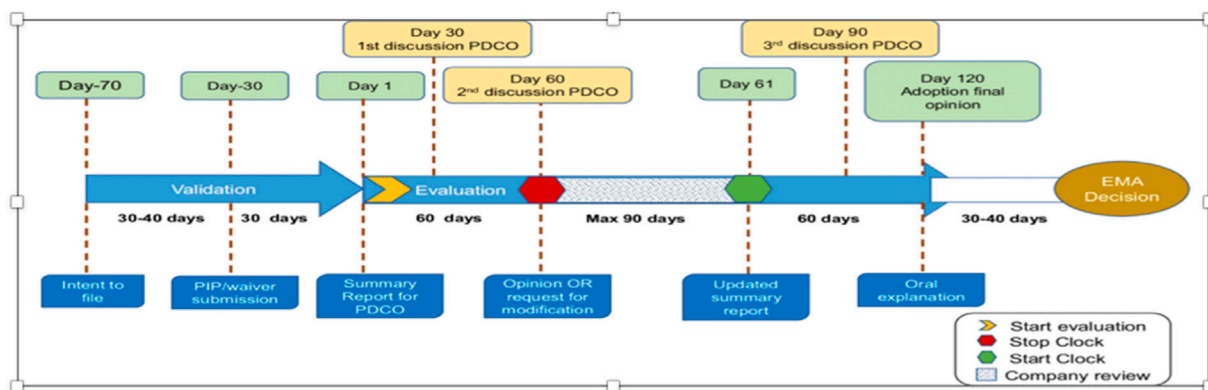 Day 30
1st discussion PDCO
Day 90
3rd discussion PDCO
Day-70
Day-30
Day 1
Day 60
2nd discussion PDCO
Day 61
Day 120
Adoption final
opinion
Validation
Evaluation
EMA
Decision
30-40 days
30 days
60 days
Max 90 days
60 days
30-40 days
Intent to
file
PIP/waiver
submission
Summary
Report for
PDCO
Opinion OR
request for
modification
Updated
summary
report
Oral
explanation
Start evaluation
Stop Clock
Start Clock
Company review